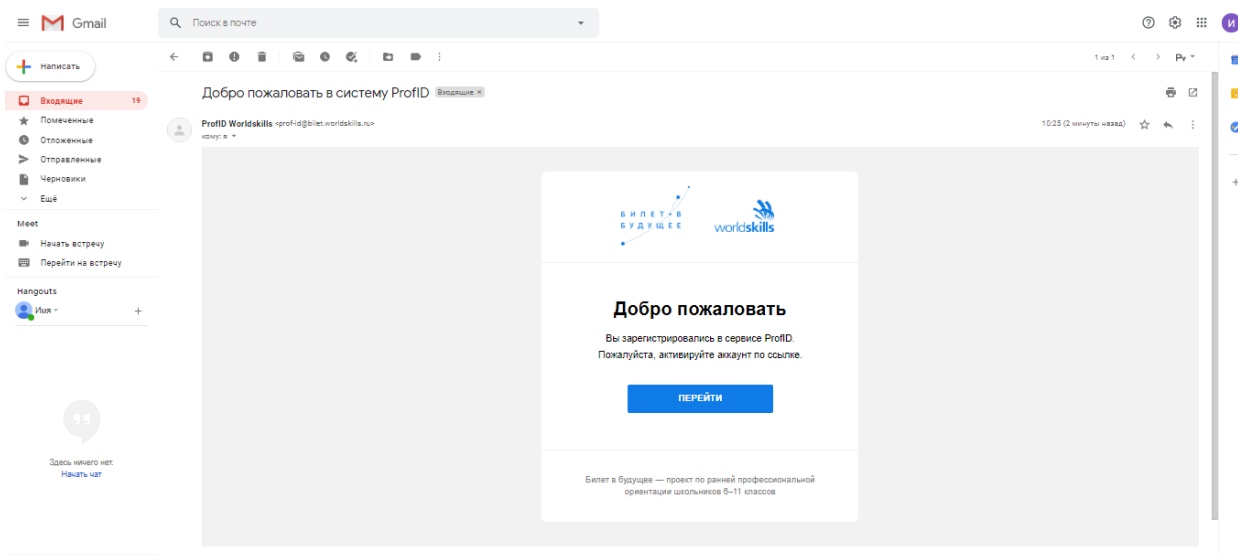 Gmail
Поиск в почте
И
Написать
1 из 1
Входящие 19
Добро пожаловать в систему ProfID Входящие ×
Помеченные
ProfID Worldskills <prof-id@bilet.worldskills.ru>
10:25 (2 минуты назад)
кому: я
Отложенные
Отправленные
Черновики
Ещё
Meet
Начать встречу
Перейти на встречу
Hangouts
Имя
Здесь ничего нет.
Начать чат
БИЛЕТ В
БУДУЩЕЕ
worldskills
Добро пожаловать
Вы зарегистрировались в сервисе ProfID.
Пожалуйста, активируйте аккаунт по ссылке.
ПЕРЕЙТИ
Билет в будущее — проект по ранней профессиональной
ориентации школьников 6–11 классов